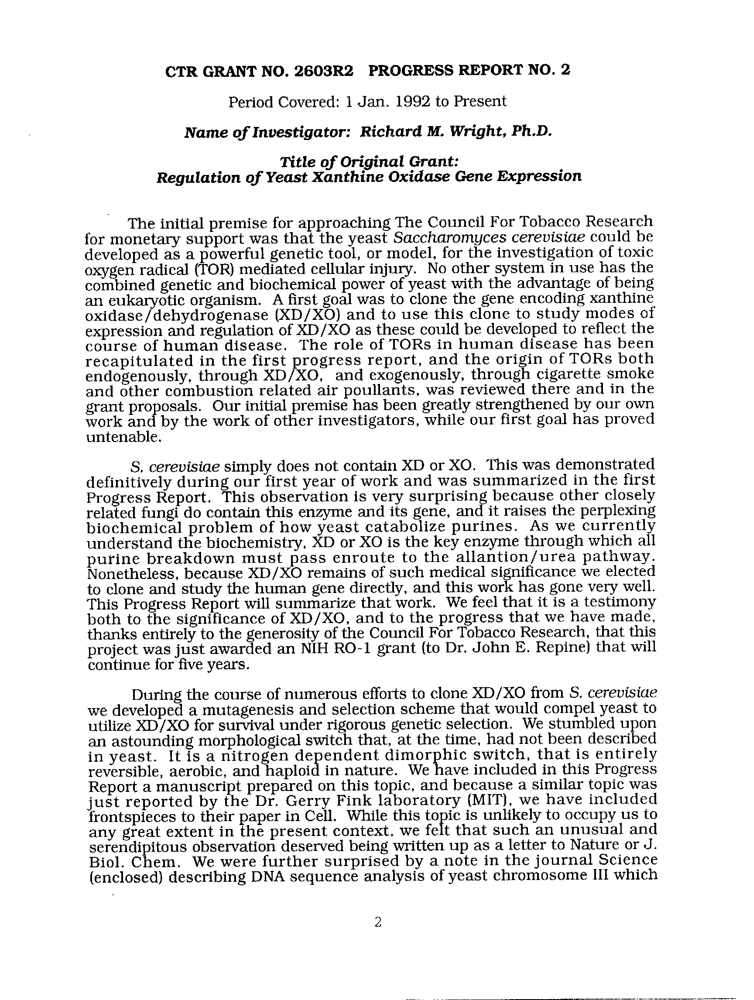 CTR GRANT NO. 2603R2 PROGRESS REPORT NO. 2
Period Covered: 1 Jan. 1992 to Present
Name of Investigator: Richard M. Wright, Ph.D.
Title of Original Grant:
Regulation of Yeast Xanthine Oxidase Gene Expression
The initial premise for approaching The Council For Tobacco Research
for monetary support was that the yeast Saccharomyces cerevisiae could be
developed as a powerful genetic tool, or model, for the investigation of toxic
oxygen radical (TOR) mediated cellular injury. No other system in use has the
combined genetic and biochemical power of yeast with the advantage of being
an eukaryotic organism. A first goal was to clone the gene encoding xanthine
oxidase/dehydrogenase (XD/XO) and to use this clone to study modes of
expression and regulation of XD/XO as these could be developed to reflect the
course of human disease. The role of TORs in human disease has been
recapitulated in the first progress report, and the origin of TORs both
endogenously, through XD/XO, and exogenously, through cigarette smoke
and other combustion related air poullants, was reviewed there and in the
grant proposals. Our initial premise has been greatly strengthened by our own
work and by the work of other investigators, while our first goal has proved
untenable.
S. cerevisiae simply does not contain XD or XO. This was demonstrated
definitively during our first year of work and was summarized in the first
Progress Report. This observation is very surprising because other closely
related fungi do contain this enzyme and its gene, and it raises the perplexing
biochemical problem of how yeast catabolize purines. As we currently
understand the biochemistry, XD or XO is the key enzyme through which all
purine breakdown must pass enroute to the allantion/urea pathway.
Nonetheless, because XD/XO remains of such medical significance we elected
to clone and study the human gene directly, and this work has gone very well.
This Progress Report will summarize that work. We feel that it is a testimony
both to the significance of XD/XO, and to the progress that we have made,
thanks entirely to the generosity of the Council For Tobacco Research, that this
project was just awarded an NIH RO-1 grant (to Dr. John E. Repine) that will
continue for five years.
During the course of numerous efforts to clone XD/XO from S. cerevisiae
we developed a mutagenesis and selection scheme that would compel yeast to
utilize XD/XO for survival under rigorous genetic selection. We stumbled upon
an astounding morphological switch that, at the time, had not been described
in yeast. It is a nitrogen dependent dimorphic switch, that is entirely
reversible, aerobic, and haploid in nature. We have included in this Progress
Report a manuscript prepared on this topic, and because a similar topic was
just reported by the Dr. Gerry Fink laboratory (MIT), we have included
frontspieces to their paper in Cell. While this topic is unlikely to occupy us to
any great extent in the present context, we felt that such an unusual and
serendipitous observation deserved being written up as a letter to Nature or J.
Biol. Chem. We were further surprised by a note in the journal Science
(enclosed) describing DNA sequence analysis of yeast chromosome III which
2